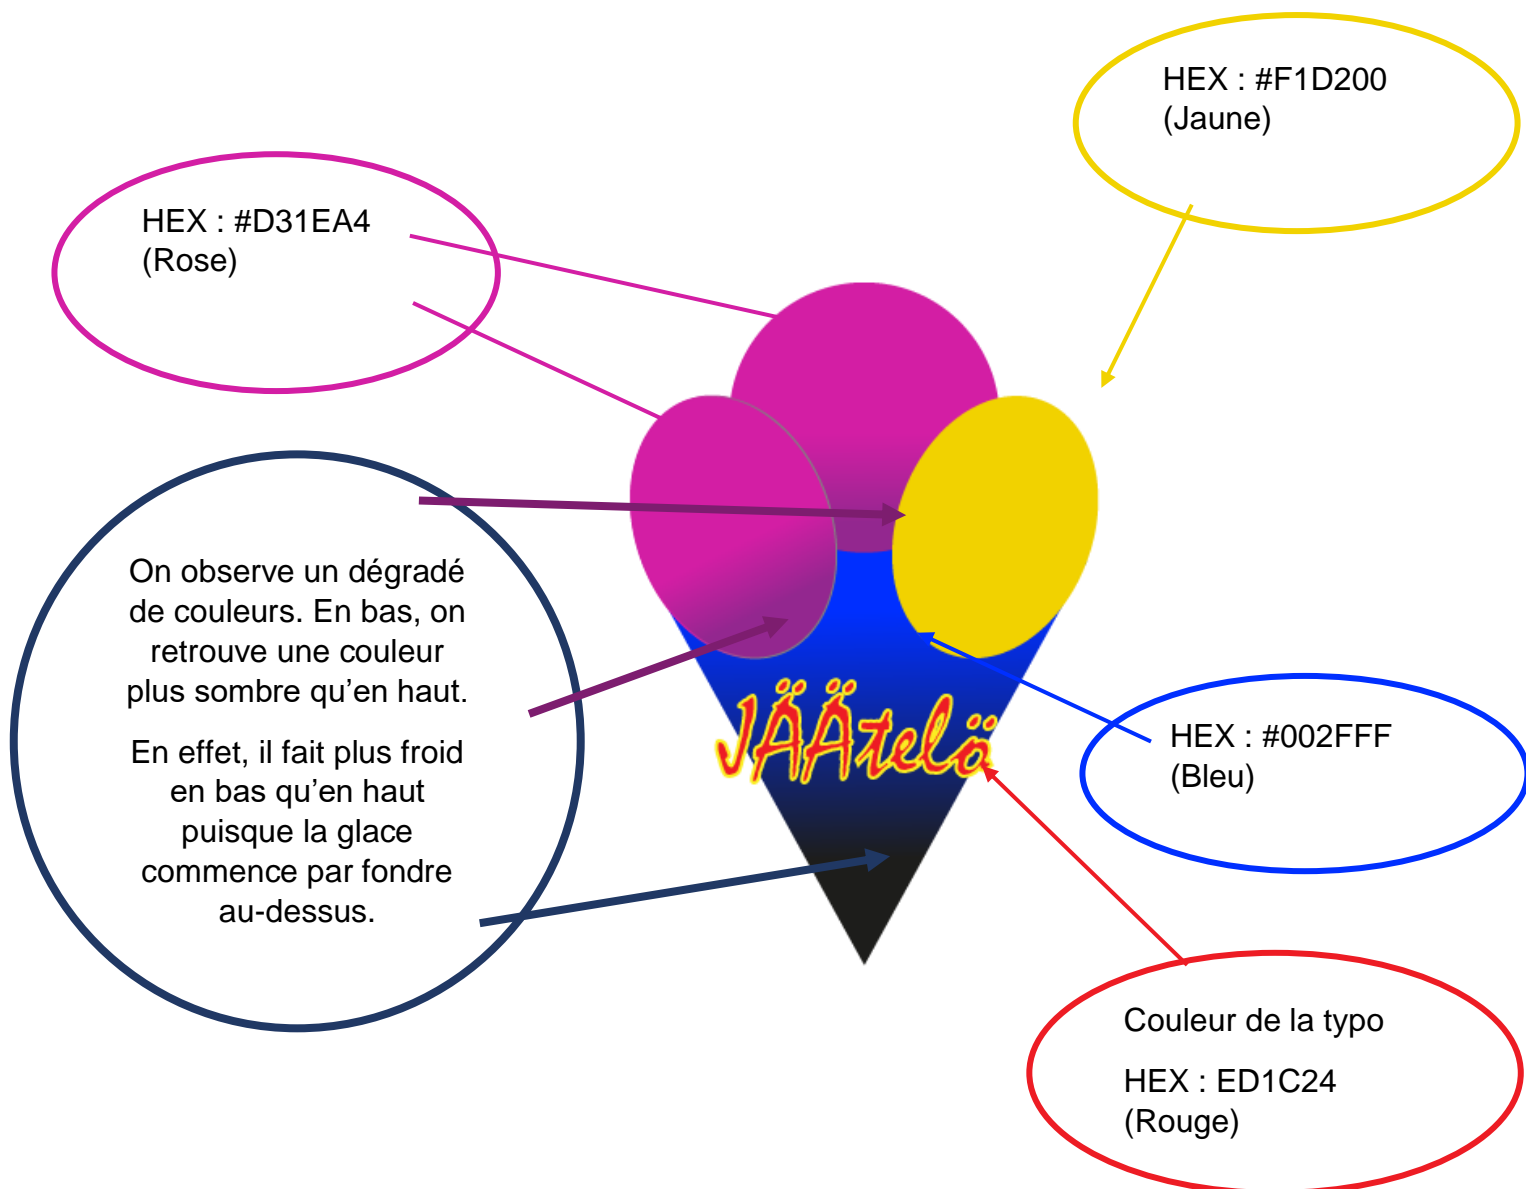 HEX : #F1D200
(Jaune)
HEX : #D31EA4
(Rose)
On observe un dégradé
de couleurs. En bas, on
retrouve une couleur
plus sombre qu’en haut.
En effet, il fait plus froid
en bas qu’en haut
puisque la glace
commence par fondre
au-dessus.
JÄÄtelö
HEX : #002FFF
(Bleu)
Couleur de la typo
HEX : ED1C24
(Rouge)